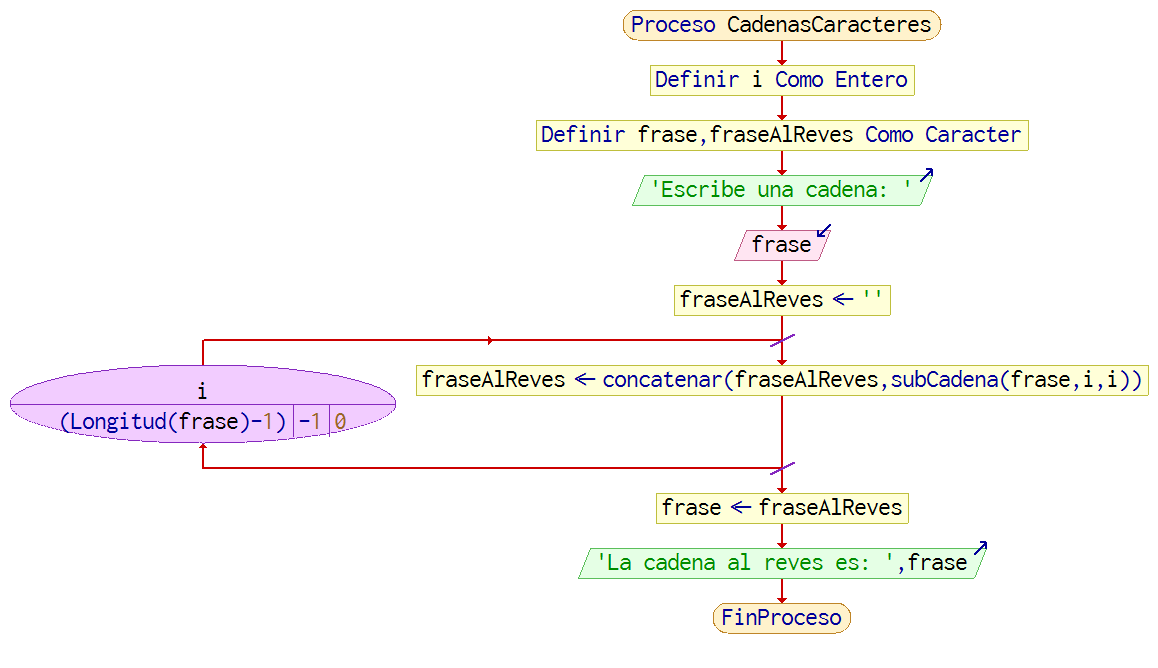 Proceso CadenasCaracteres
Definir i Como Entero
Definir frase,fraseAlReves Como Caracter
'Escribe una cadena: '
frase
fraseAlReves ← ''
i
(Longitud(frase)-1) -1 0
fraseAlReves ← concatenar(fraseAlReves,subCadena(frase,i,i))
frase ← fraseAlReves
'La cadena al reves es: ',frase
FinProceso